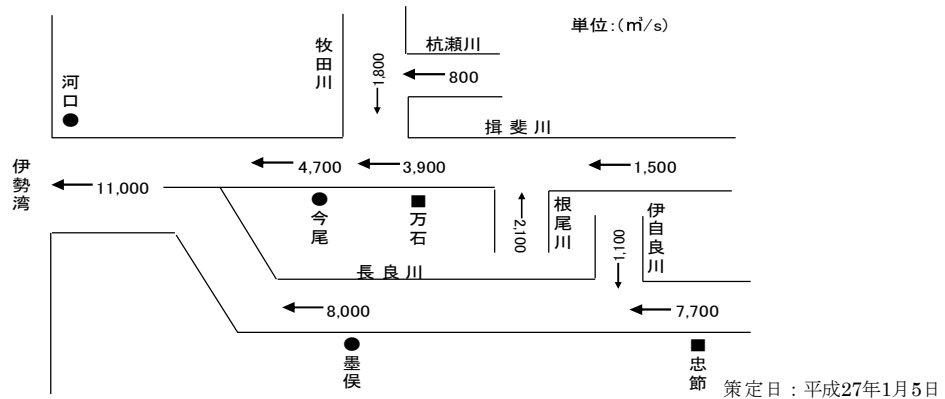 単位:(㎥/s)
杭瀬川
牧田川
1,800
800
河口
揖斐川
伊勢湾
11,000
4,700
3,900
1,500
今尾
万石
2,100
根尾川
1,100
伊自良川
長良川
8,000
7,700
墨俣
忠節
策定日：平成27年1月5日